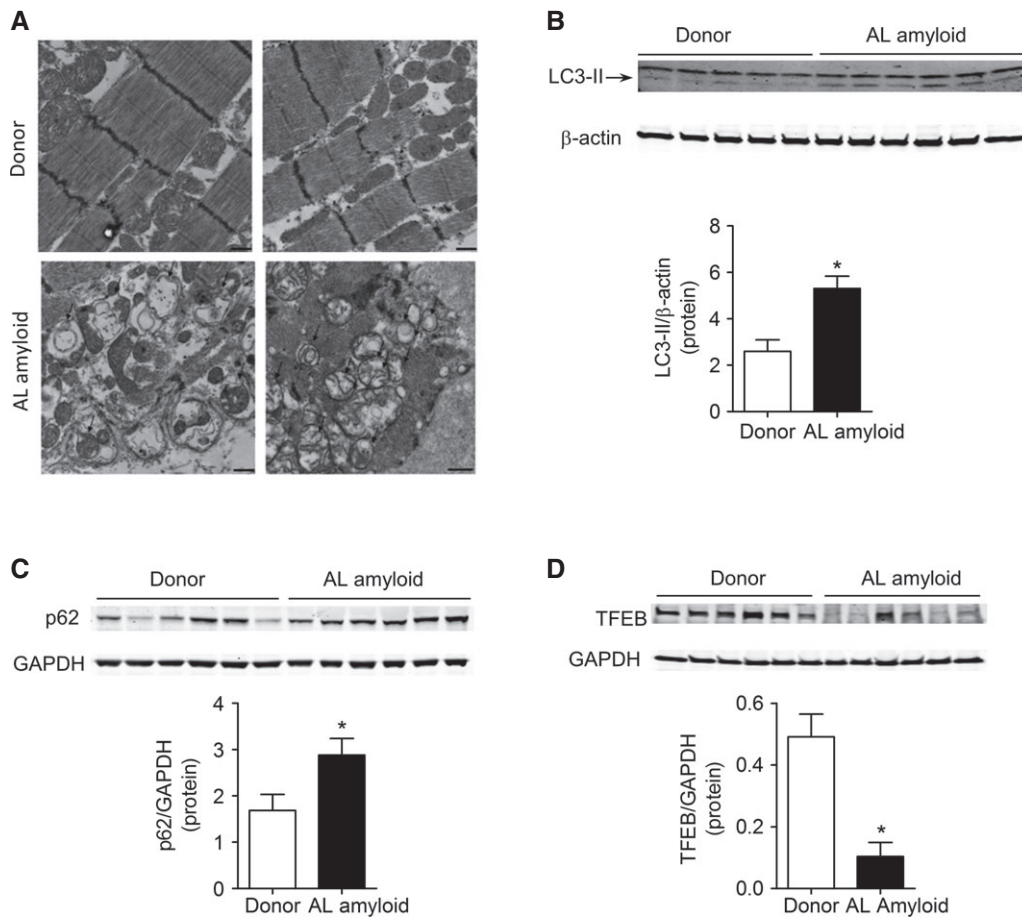 A
Donor
AL amyloid
B
Donor AL amyloid
LC3-II
β-actin
LC3-II/β-actin
(protein)
8
6
4
2
0
*
Donor AL amyloid
C
Donor AL amyloid
p62
GAPDH
p62/GAPDH
(protein)
4
3
2
1
0
*
Donor AL amyloid
D
Donor AL amyloid
TFEB
GAPDH
TFEB/GAPDH
(protein)
0.6
0.4
0.2
0.0
*
Donor AL Amyloid